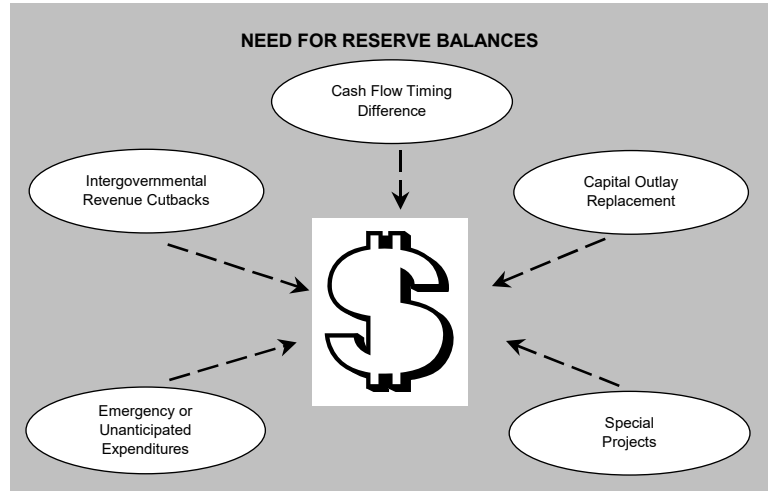 NEED FOR RESERVE BALANCES
Cash Flow Timing
Difference
Intergovernmental
Revenue Cutbacks
Capital Outlay
Replacement
Emergency or
Unanticipated
Expenditures
Special
Projects